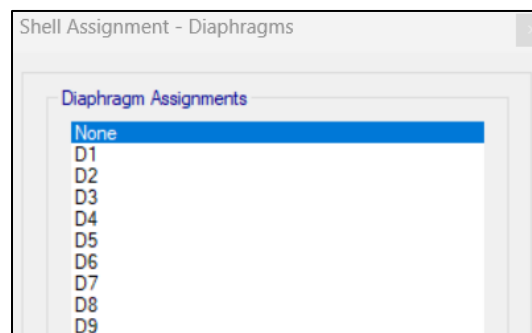 Shell Assignment - Diaphragms
Diaphragm Assignments
None
D1
D2
D3
D4
D5
D6
D7
D8
D9